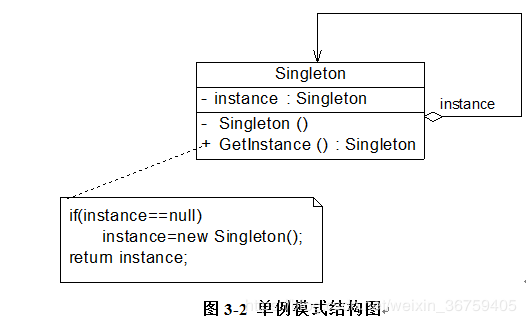 Singleton
- instance : Singleton
instance
- Singleton ()
+ GetInstance () : Singleton
if(instance==null)
instance=new Singleton();
return instance;
图 3-2 单例模式结构图
weixin_36759405